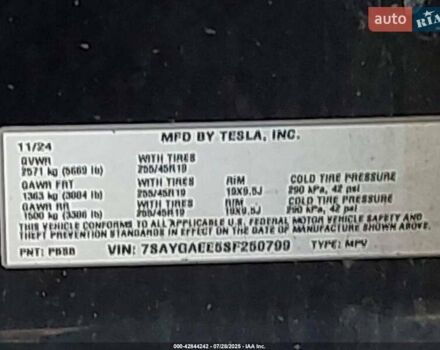 auto RIA
MFD BY TESLA, INC.
11/24
GVWR WITH TIRES
2571 kg (5669 lb) 255/45R19 RIM COLD TIRE PRESSURE
GAWR FRT WITH TIRES 19X9.5J 290 kPa, 42 psi
1363 kg (3004 lb) 255/45R19 RIM COLD TIRE PRESSURE
GAWR RR WITH TIRES 19X9.5J 290 kPa, 42 psi
1500 kg (3306 lb) 255/45R19
THIS VEHICLE CONFORMS TO ALL APPLICABLE U.S. FEDERAL MOTOR VEHICLE SAFETY AND
THEFT PREVENTION STANDARDS IN EFFECT ON THE DATE OF MANUFACTURE SHOWN ABOVE.
PNT: PBSB VIN: 7SAYGAEE5SF250799 TYPE: MPV
000-42844242 07/28/2025 IAA Inc.